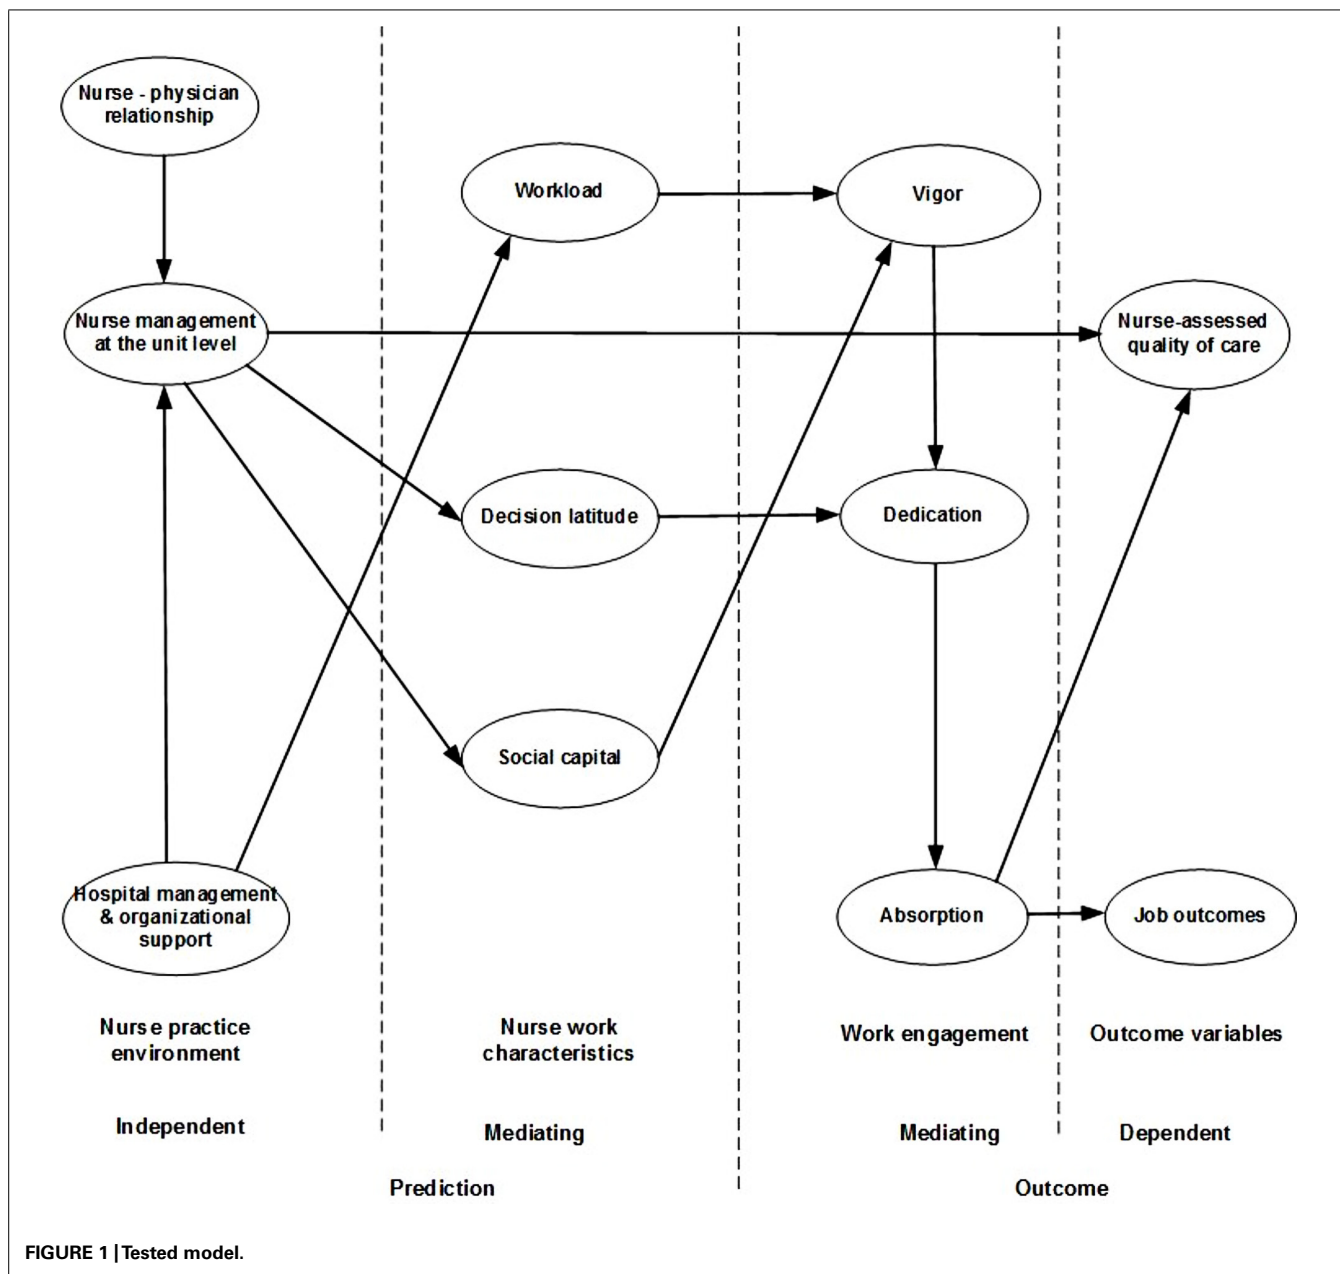 Nurse - physician
relationship
Workload
Vigor
Nurse management
at the unit level
Nurse-assessed
quality of care
Decision latitude
Dedication
Social capital
Hospital management
& organizational
support
Absorption
Job outcomes
Nurse practice
environment
Nurse work
characteristics
Work engagement
Outcome variables
Independent
Mediating
Mediating
Dependent
Prediction
Outcome
FIGURE 1 | Tested model.